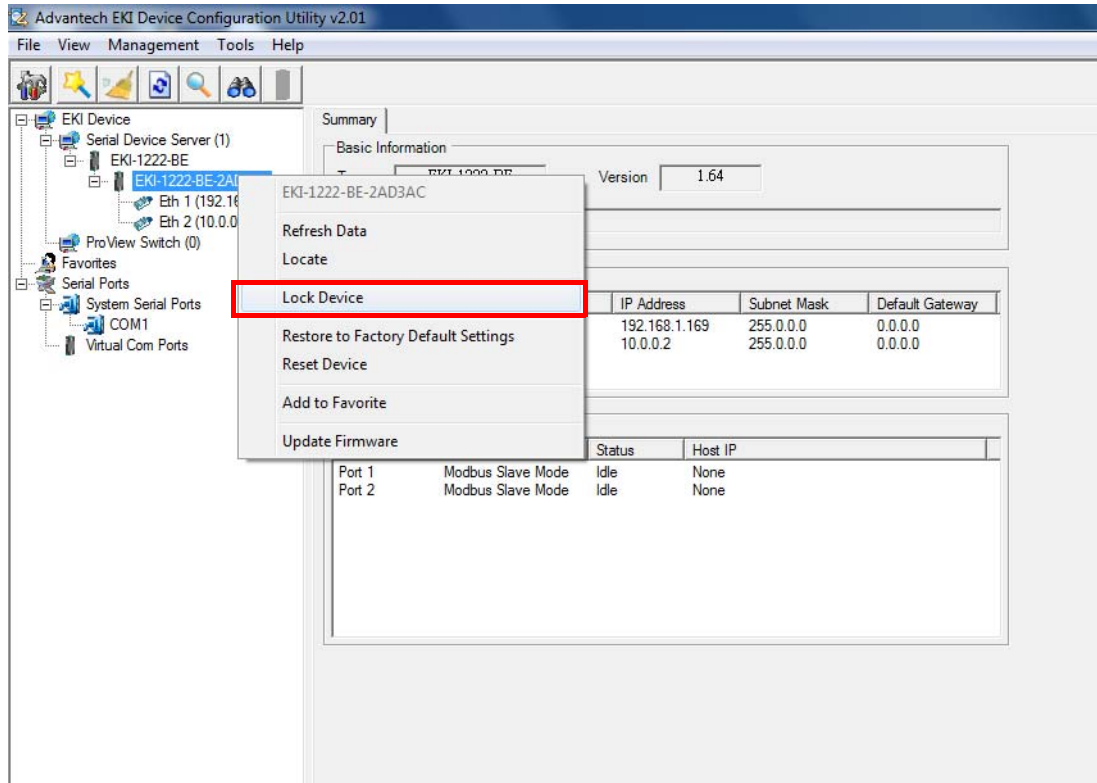 Advantech EKI Device Configuration Utility v2.01
File View Management Tools Help
EKI Device
Serial Device Server (1)
EKI-1222-BE
EKI-1222-BE-2AD
Eth 1 (192.16
Eth 2 (10.0.0
ProView Switch (0)
Favorites
Serial Ports
System Serial Ports
COM1
Virtual Com Ports
EKI-1222-BE-2AD3AC
Refresh Data
Locate
Lock Device
Restore to Factory Default Settings
Reset Device
Add to Favorite
Update Firmware
Summary
Basic Information
EKI-1222-BE Version 1.64
IP Address Subnet Mask Default Gateway
192.168.1.169 255.0.0.0 0.0.0.0
10.0.0.2 255.0.0.0 0.0.0.0
Status Host IP
Port 1 Modbus Slave Mode Idle None
Port 2 Modbus Slave Mode Idle None